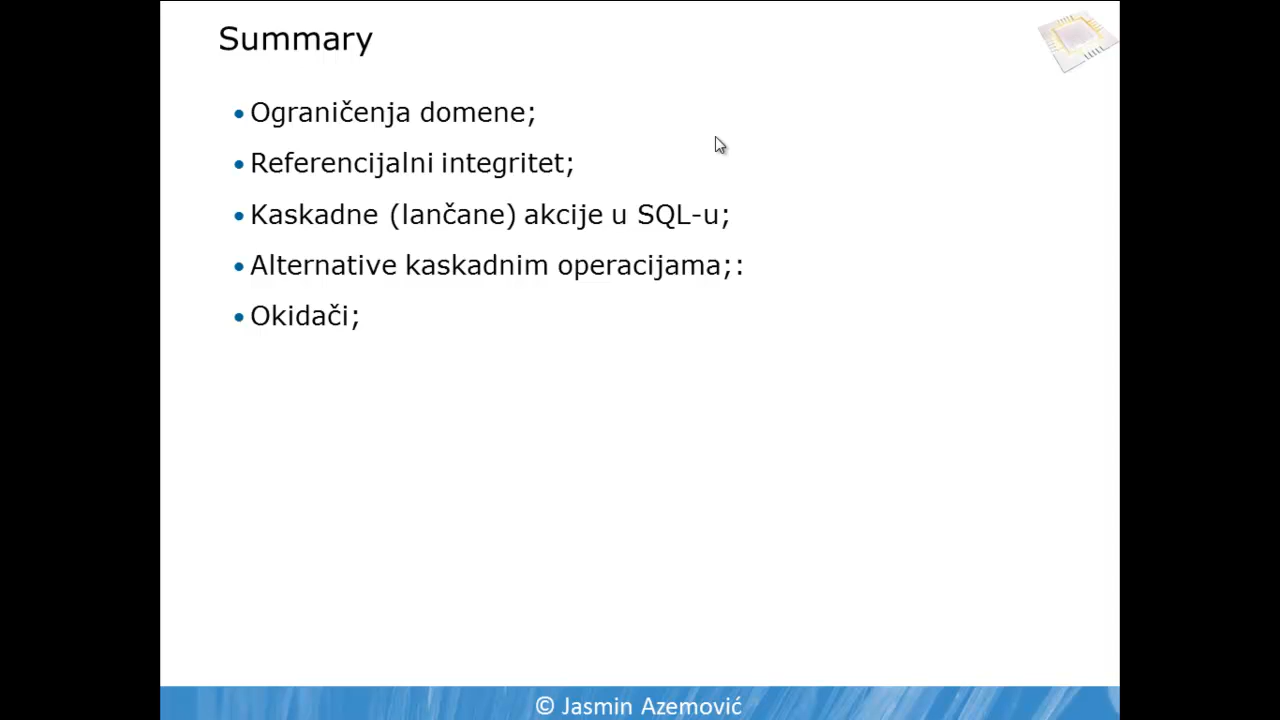 Summary
Ograničenja domene;
Referencijalni integritet;
Kaskadne (lančane) akcije u SQL-u;
Alternative kaskadnim operacijama;:
Okidači;
© Jasmin Azemović